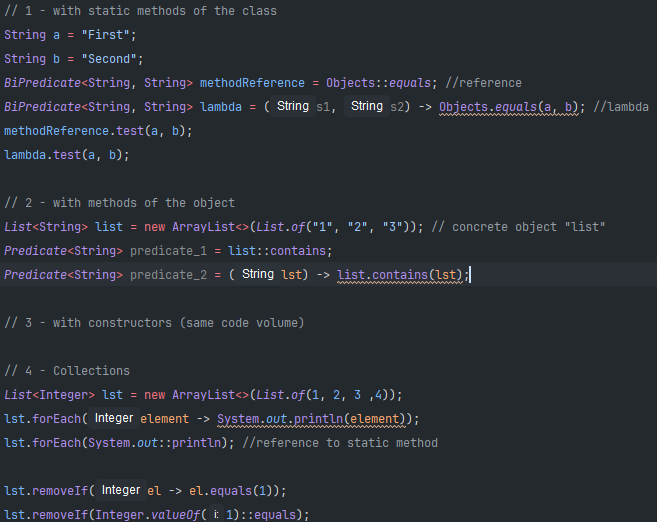 // 1 - with static methods of the class
String a = "First";
String b = "Second";
BiPredicate<String, String> methodReference = Objects::equals; //reference
BiPredicate<String, String> lambda = ( String s1, String s2) -> Objects.equals(a, b); //lambda
methodReference.test(a, b);
lambda.test(a, b);
// 2 - with methods of the object
List<String> list = new ArrayList<>(List.of("1", "2", "3")); // concrete object "list"
Predicate<String> predicate_1 = list::contains;
Predicate<String> predicate_2 = ( String lst) -> list.contains(lst);
// 3 - with constructors (same code volume)
// 4 - Collections
List<Integer> lst = new ArrayList<>(List.of(1, 2, 3 ,4));
lst.forEach( Integer element -> System.out.println(element));
lst.forEach(System.out::println); //reference to static method
lst.removeIf( Integer el -> el.equals(1));
lst.removeIf(Integer.valueOf( i: 1)::equals);